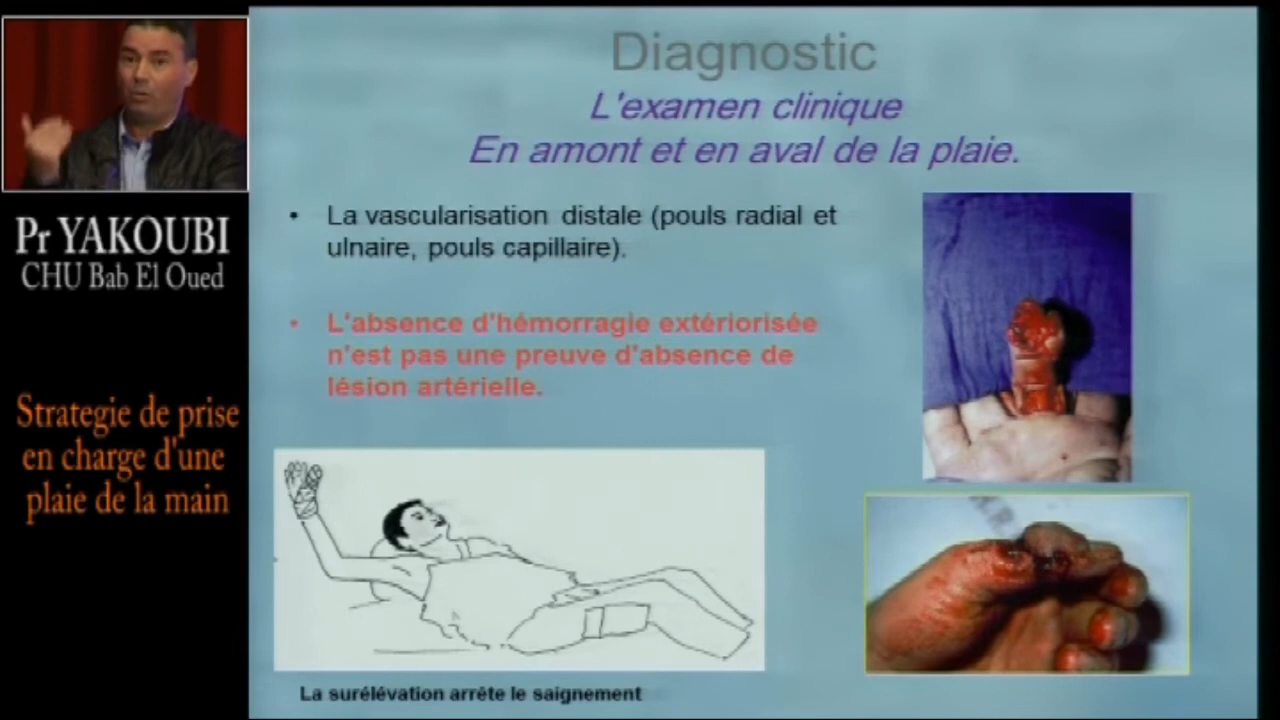 Diagnostic
L'examen clinique
En amont et en aval de la plaie.
• La vascularisation distale (pouls radial et
ulnaire, pouls capillaire).
• L'absence d'hémorragie extériorisée
n'est pas une preuve d'absence de
lésion artérielle.
La surélévation arrête le saignement
Pr YAKOUBI
CHU Bab El Oued
Strategie de prise
en charge d'une
plaie de la main